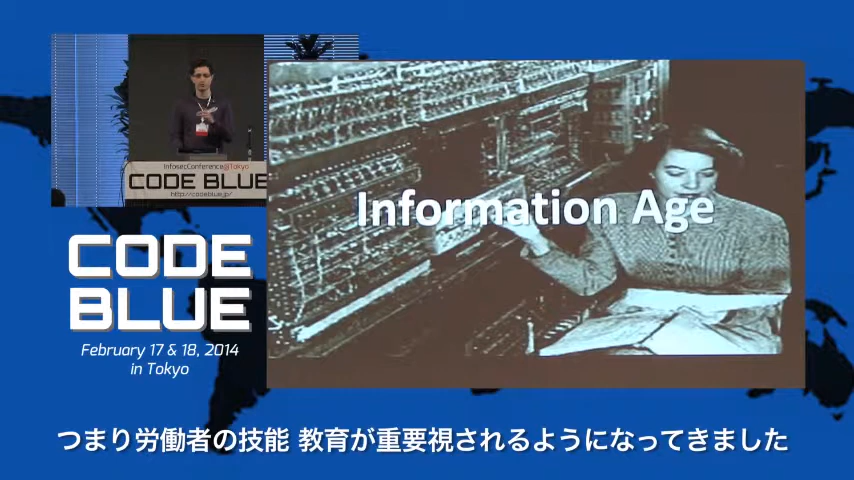 InfosecConference@Tokyo
CODE BLUE
http://codeblue.jp/
Information Age
CODE
BLUE
February 17 & 18, 2014
in Tokyo
つまり労働者の技能 教育が重要視されるようになってきました